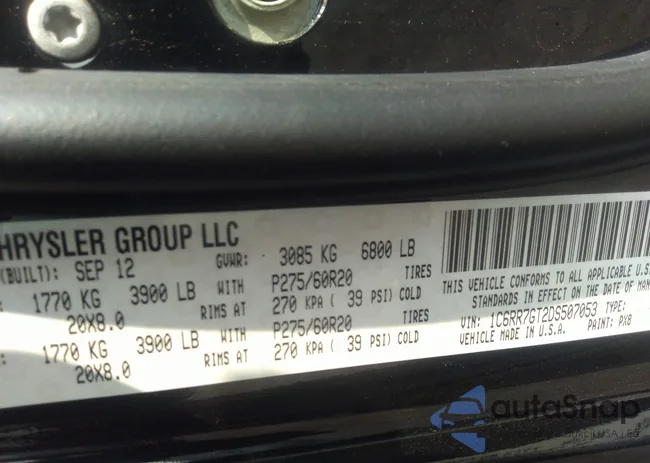 HRYSLER GROUP LLC
(BUILT): SEP 12 GVWR: 3085 KG 6800 LB
1770 KG 3900 LB WITH P275/60R20 TIRES
20X8.0 RIMS AT 270 KPA ( 39 PSI) COLD
1770 KG 3900 LB WITH P275/60R20 TIRES
20X8.0 RIMS AT 270 KPA ( 39 PSI) COLD
THIS VEHICLE CONFORMS TO ALL APPLICABLE U.S.
STANDARDS IN EFFECT ON THE DATE OF MAN
VIN: 1C6RR7GT2DS507053 TYPE:
VEHICLE MADE IN U.S.A. PAINT: PX8
autoSnap